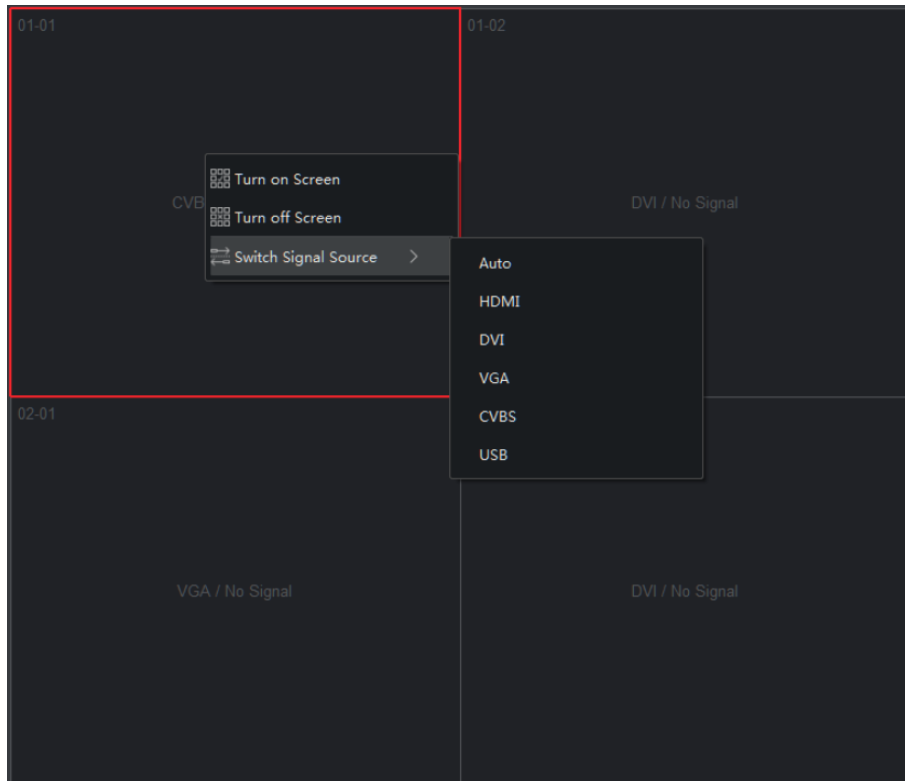 01-01
01-02
Turn on Screen
CVB
DVI / No Signal
Turn off Screen
Switch Signal Source
Auto
HDMI
DVI
VGA
CVBS
USB
02-01
VGA / No Signal
DVI / No Signal